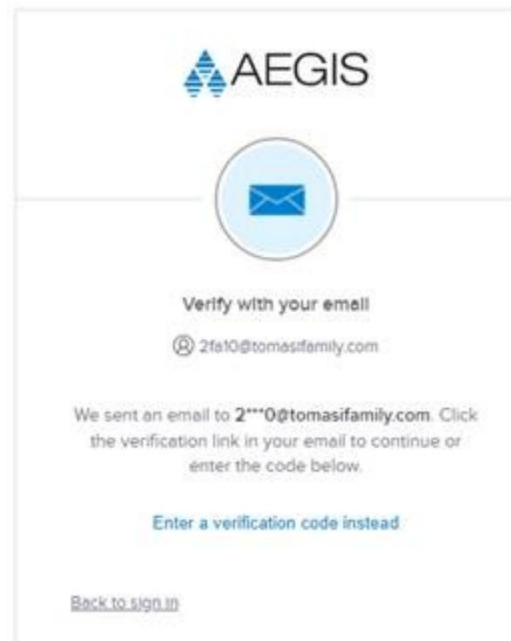 AEGIS
Verify with your email
2fa10@tomasifamily.com
We sent an email to 2***0@tomasifamily.com. Click
the verification link in your email to continue or
enter the code below.
Enter a verification code instead
Back to sign in